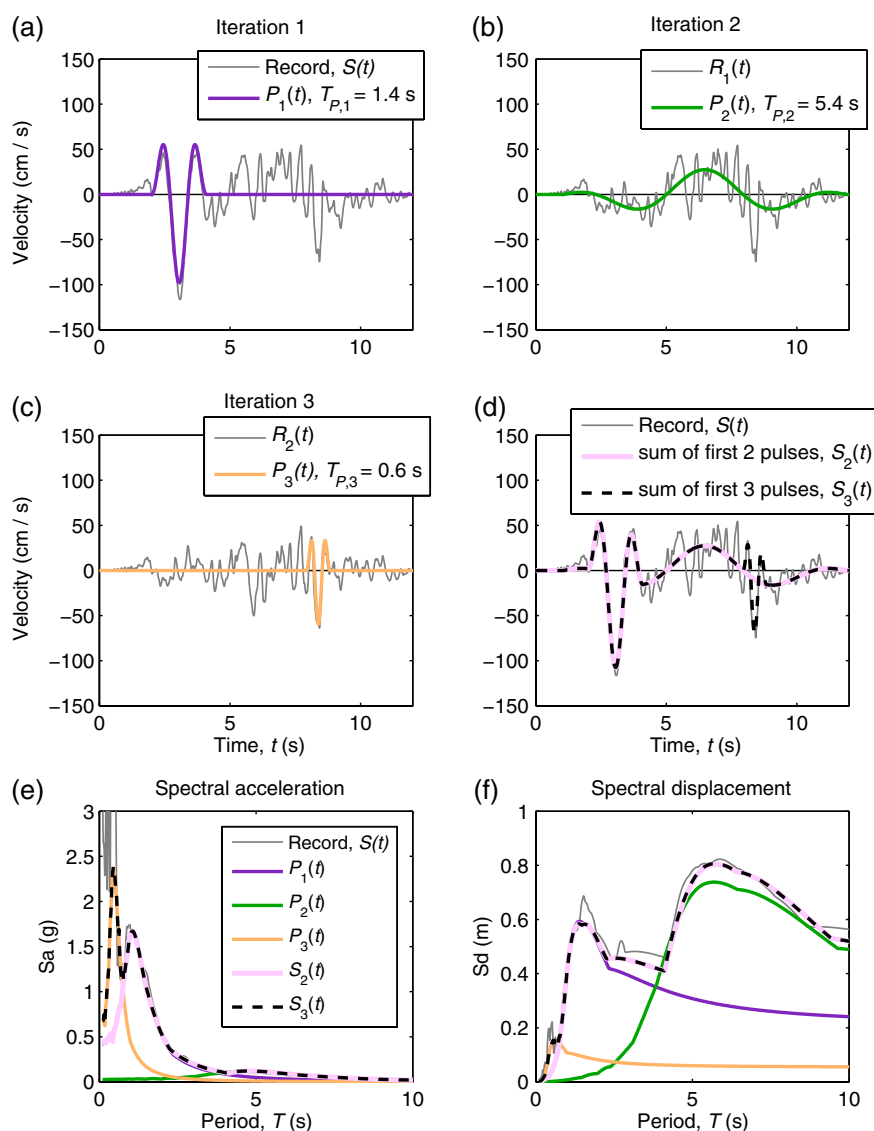 (a)
Iteration 1
Record, S(t)
P1(t), TP,1 = 1.4 s
Velocity (cm / s)
150
100
50
0
−50
−100
−150
0
5
10
(b)
Iteration 2
R1(t)
P2(t), TP,2 = 5.4 s
150
100
50
0
−50
−100
−150
0
5
10
(c)
Iteration 3
R2(t)
P3(t), TP,3 = 0.6 s
Velocity (cm / s)
150
100
50
0
−50
−100
−150
0
5
10
Time, t (s)
(d)
Record, S(t)
sum of first 2 pulses, S2(t)
sum of first 3 pulses, S3(t)
150
100
50
0
−50
−100
−150
0
5
10
Time, t (s)
(e)
Spectral acceleration
Record, S(t)
P1(t)
P2(t)
P3(t)
S2(t)
S3(t)
Sa (g)
3
2.5
2
1.5
1
0.5
0
0
5
10
Period, T (s)
(f)
Spectral displacement
Sd (m)
1
0.8
0.6
0.4
0.2
0
0
5
10
Period, T (s)